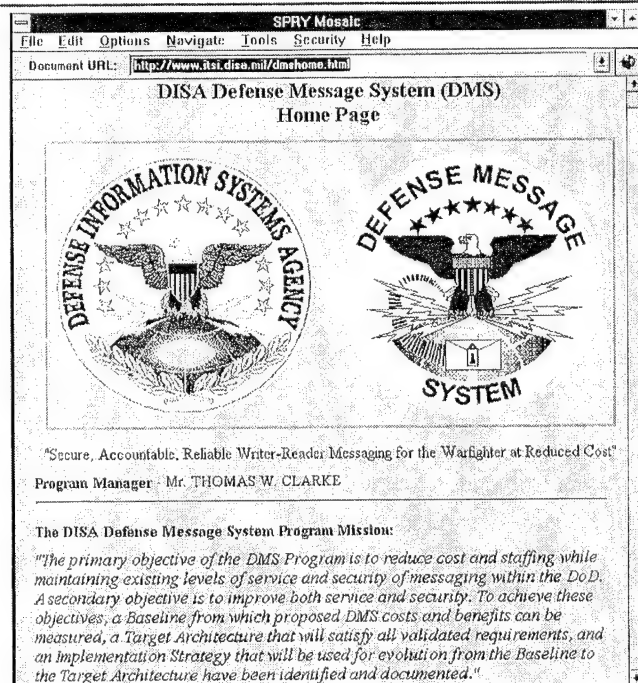 SPRY Mosaic
File Edit Options Navigate Tools Security Help
Document URL: http://www.itsi.disa.mil/dmshome.html
DISA Defense Message System (DMS)
Home Page
DEFENSE INFORMATION SYSTEMS AGENCY
DEFENSE MESSAGE
SYSTEM
"Secure, Accountable, Reliable Writer-Reader Messaging for the Warfighter at Reduced Cost"
Program Manager - Mr. THOMAS W. CLARKE
The DISA Defense Message System Program Mission:
"The primary objective of the DMS Program is to reduce cost and staffing while
maintaining existing levels of service and security of messaging within the DoD.
A secondary objective is to improve both service and security. To achieve these
objectives, a Baseline from which proposed DMS costs and benefits can be
measured, a Target Architecture that will satisfy all validated requirements, and
an Implementation Strategy that will be used for evolution from the Baseline to
the Target Architecture have been identified and documented."